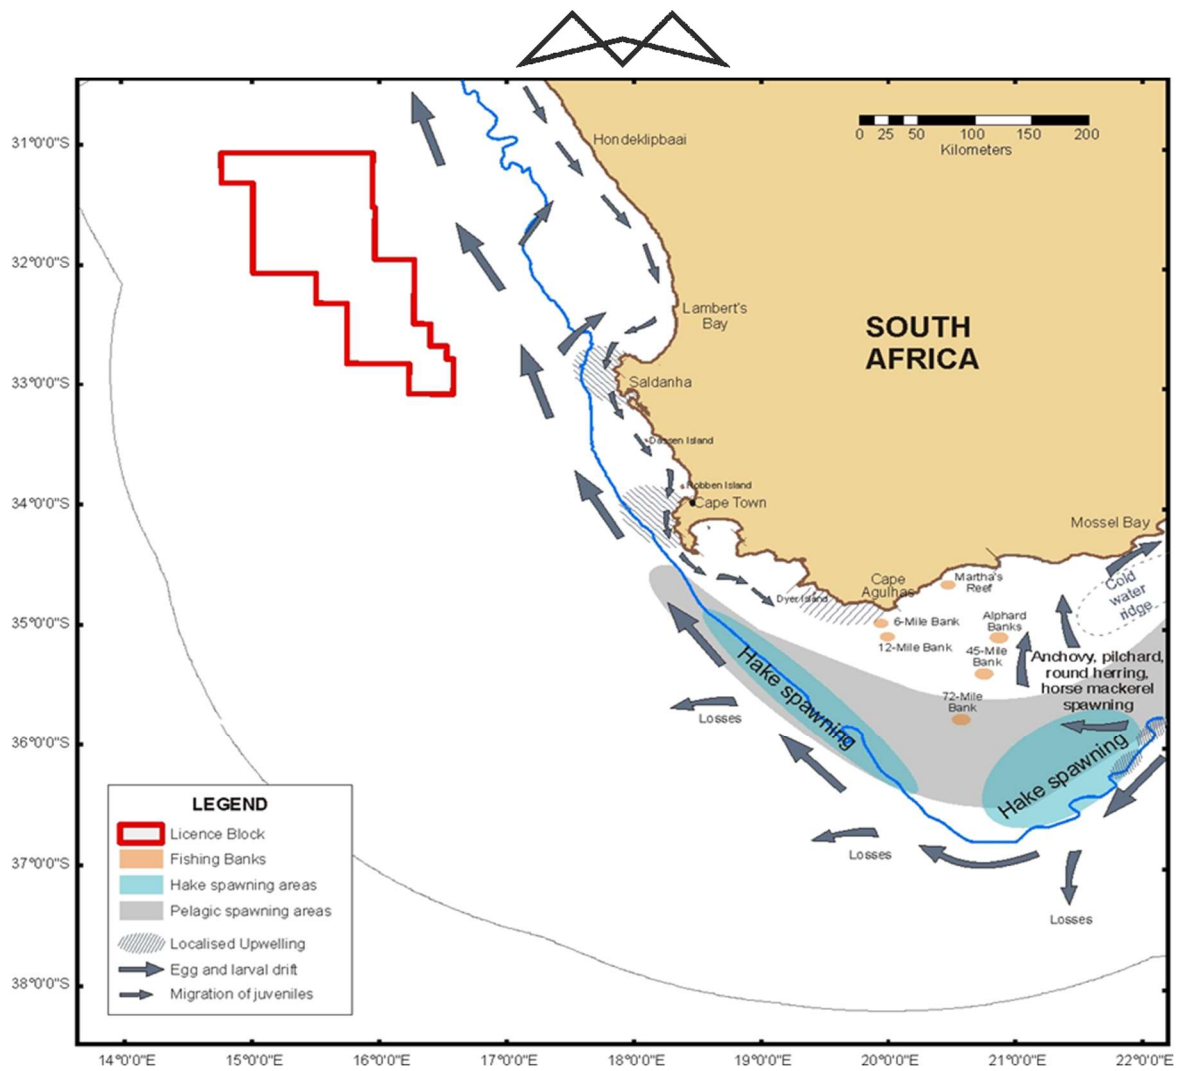 31°0'0"S
32°0'0"S
33°0'0"S
34°0'0"S
35°0'0"S
36°0'0"S
37°0'0"S
38°0'0"S
14°0'0"E
15°0'0"E
16°0'0"E
17°0'0"E
18°0'0"E
19°0'0"E
20°0'0"E
21°0'0"E
22°0'0"E
0 25 50 100 150 200
Kilometers
Hondeklipbaai
Lambert's
Bay
SOUTH
AFRICA
Saldanha
Dassen Island
Robben Island
Cape Town
Mossel Bay
Cape
Agulhas
Martha's
Reef
Dyer Island
6-Mile Bank
12-Mile Bank
Alphard
Banks
45-Mile
Bank
72-Mile
Bank
Cold
water
ridge
Anchovy, pilchard,
round herring,
horse mackerel
spawning
Hake spawning
Hake spawning
Losses
Losses
Losses
LEGEND
Licence Block
Fishing Banks
Hake spawning areas
Pelagic spawning areas
Localised Upwelling
Egg and larval drift
Migration of juveniles